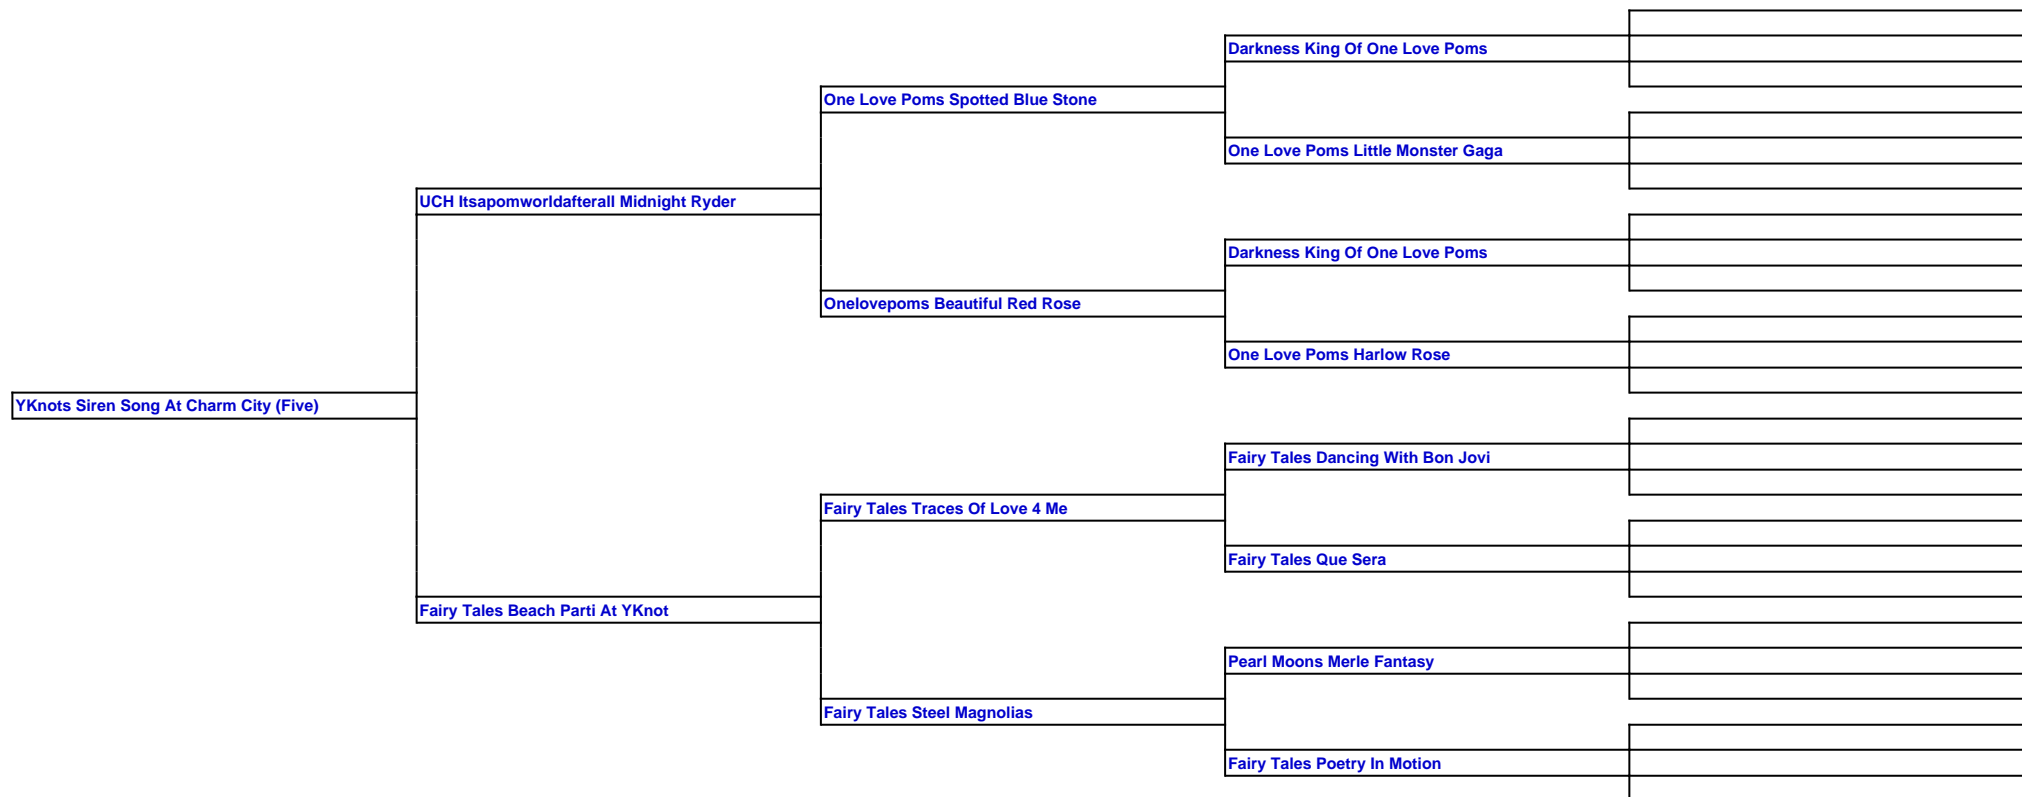 Darkness King Of One Love Poms
One Love Poms Spotted Blue Stone
One Love Poms Little Monster Gaga
UCH Itsapomworldafterall Midnight Ryder
Darkness King Of One Love Poms
Onelovepoms Beautiful Red Rose
One Love Poms Harlow Rose
YKnots Siren Song At Charm City (Five)
Fairy Tales Dancing With Bon Jovi
Fairy Tales Traces Of Love 4 Me
Fairy Tales Que Sera
Fairy Tales Beach Parti At YKnot
Pearl Moons Merle Fantasy
Fairy Tales Steel Magnolias
Fairy Tales Poetry In Motion